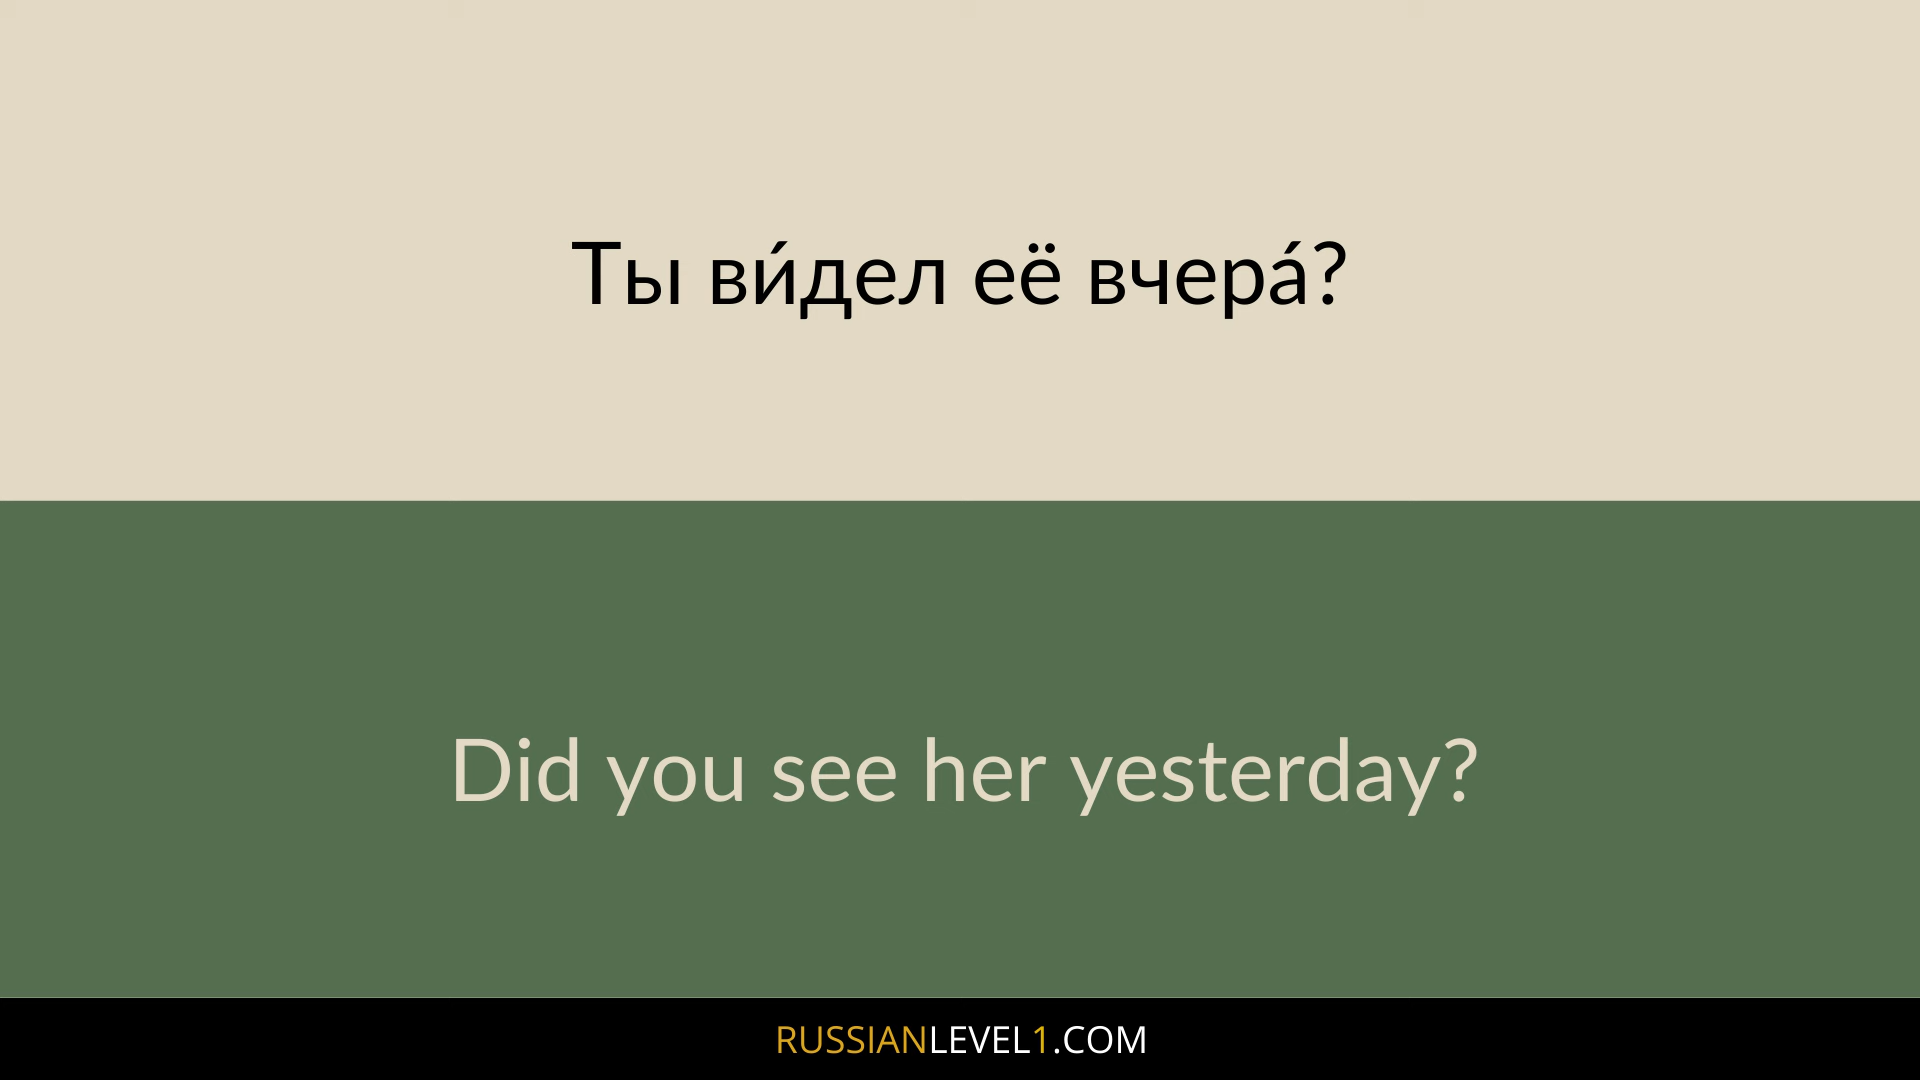 Ты ви́дел её вчера́?
Did you see her yesterday?
RUSSIANLEVEL1.COM